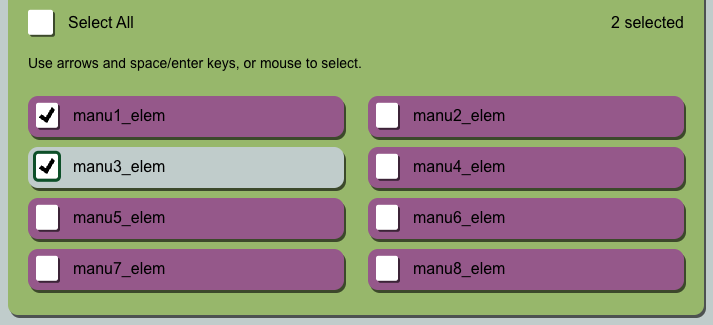 Select All 2 selected
Use arrows and space/enter keys, or mouse to select.
manu1_elem manu2_elem
manu3_elem manu4_elem
manu5_elem manu6_elem
manu7_elem manu8_elem